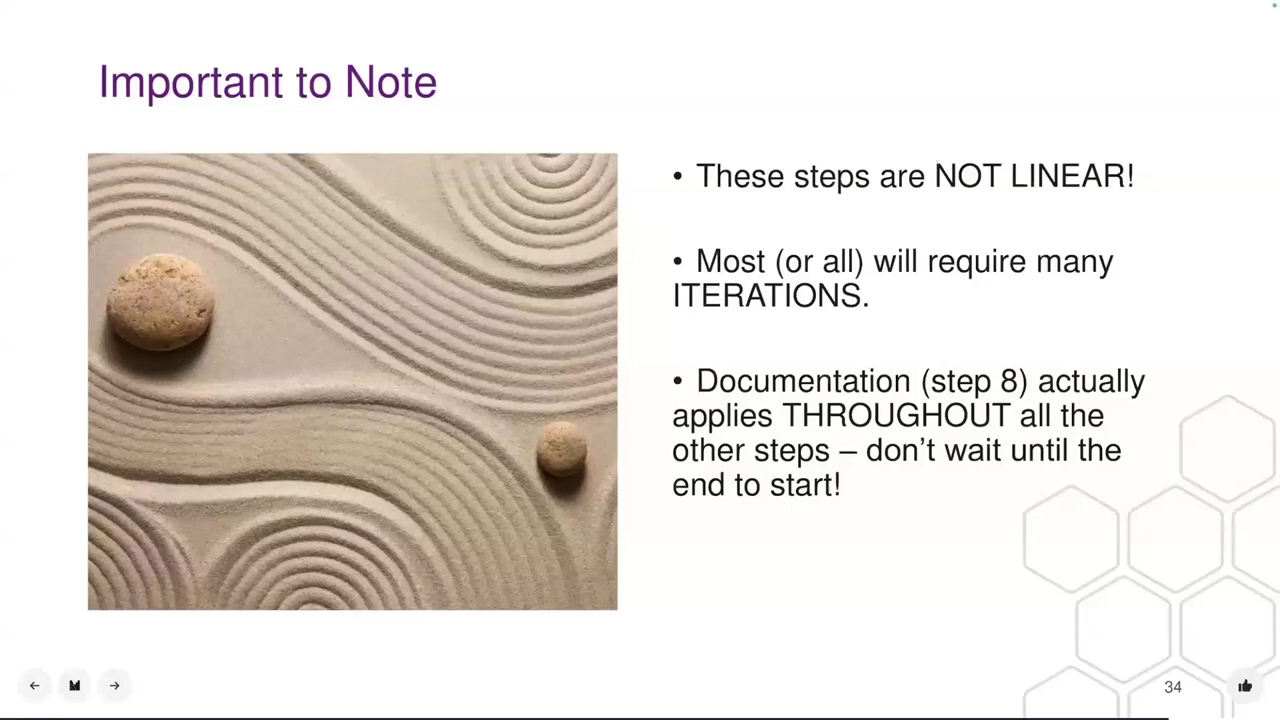 Important to Note
• These steps are NOT LINEAR!
• Most (or all) will require many
ITERATIONS.
• Documentation (step 8) actually
applies THROUGHOUT all the
other steps – don’t wait until the
end to start!
34